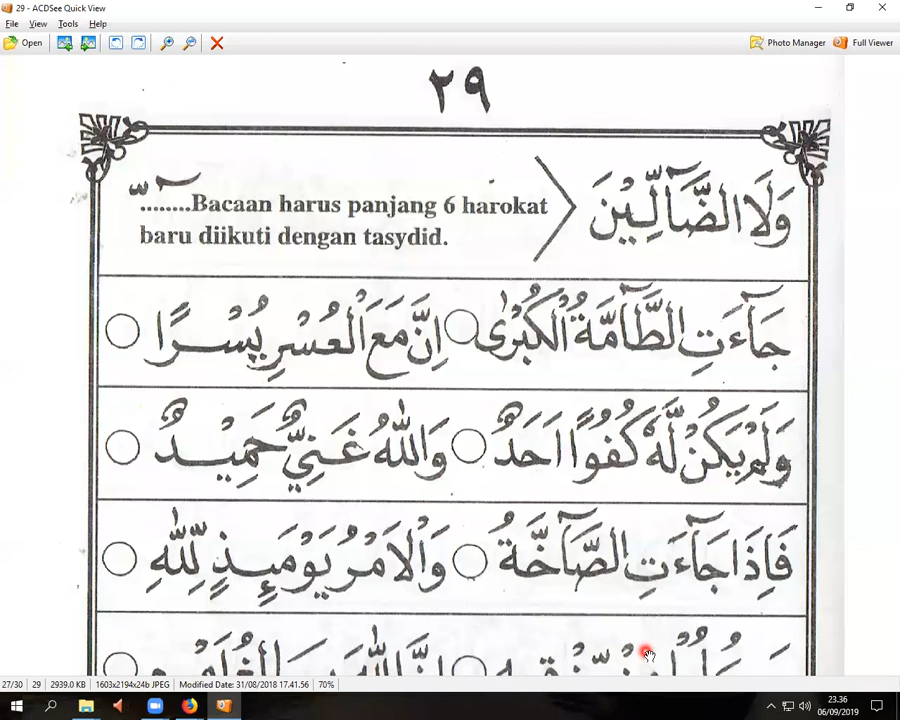 29 - ACDSee Quick View
File View Tools Help
Open Photo Manager Full Viewer
٢٩
وَلَا الضَّآلِّيْنَ
........Bacaan harus panjang 6 harokat
baru diikuti dengan tasydid.
جَآءَتِ الطَّآمَّةُ الْكُبْرٰى اِنَّ مَعَ الْعُسْرِ يُسْرًا
وَلَمْ يَكُنْ لَّهٗ كُفُوًا اَحَدٌ وَاللّٰهُ غَنِيٌّ حَمِيْدٌ
فَاِذَا جَآءَتِ الصَّآخَّةُ وَالْاَمْرُ يَوْمَئِذٍ لِّلّٰهِ
27/30 29 2939.0 KB 1603x2194x24b JPEG Modified Date: 31/08/2018 17.41.56 70%
23.36
06/09/2019